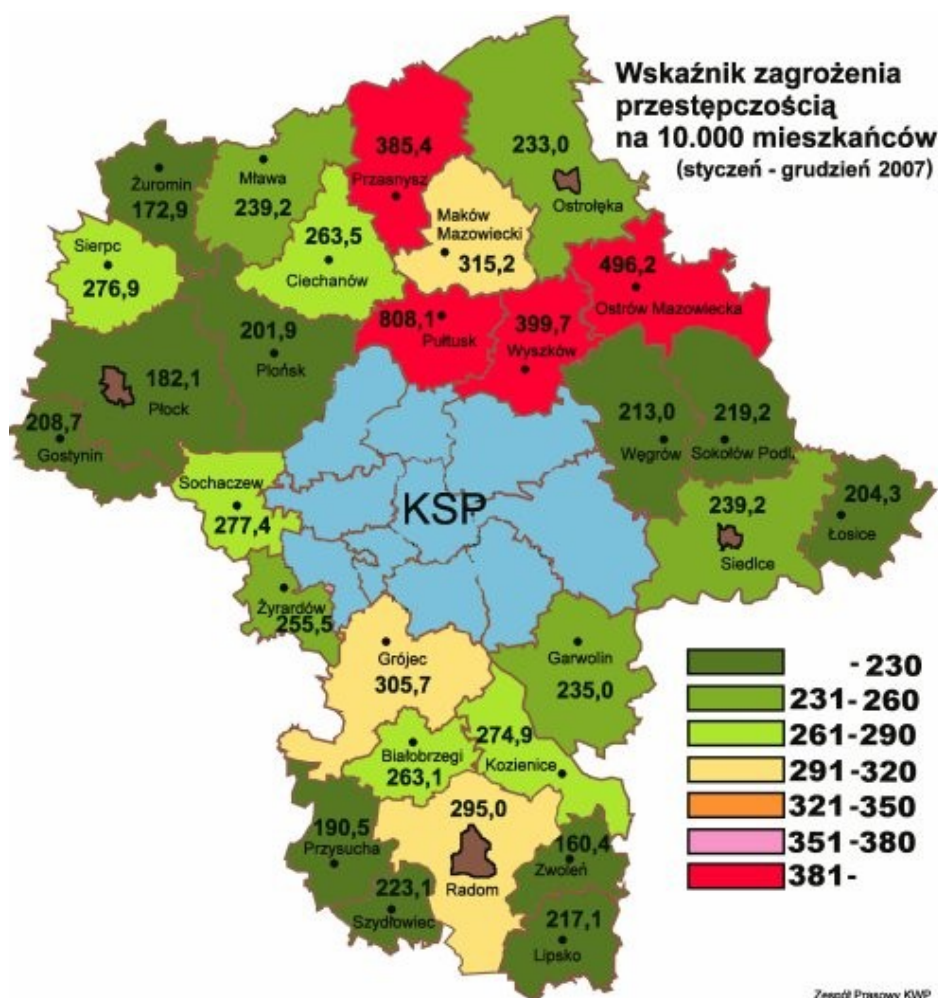 Wskaźnik zagrożenia
przestępczością
na 10.000 mieszkańców
(styczeń - grudzień 2007)
385,4
Przasnysz
233,0
Ostrołęka
Żuromin
172,9
Mława
239,2
Maków
Mazowiecki
315,2
263,5
Ciechanów
Sierpc
276,9
496,2
Ostrów Mazowiecka
808,1
Pułtusk
399,7
Wyszków
201,9
Płońsk
182,1
Płock
208,7
Gostynin
213,0
Węgrów
219,2
Sokołów Podl.
Sochaczew
277,4
KSP
239,2
Siedlce
204,3
Łosice
Żyrardów
255,5
Grójec
305,7
Garwolin
235,0
274,9
Kozienice
Białobrzegi
263,1
295,0
Radom
190,5
Przysucha
160,4
Zwoleń
223,1
Szydłowiec
217,1
Lipsko
- 230
231-260
261-290
291-320
321-350
351-380
381-
Zespół Prasowy KWP